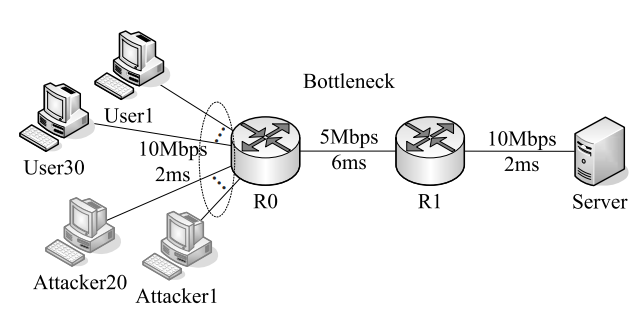 Bottleneck
User1
User30
10Mbps
2ms
5Mbps
6ms
10Mbps
2ms
R0
R1
Server
Attacker20
Attacker1